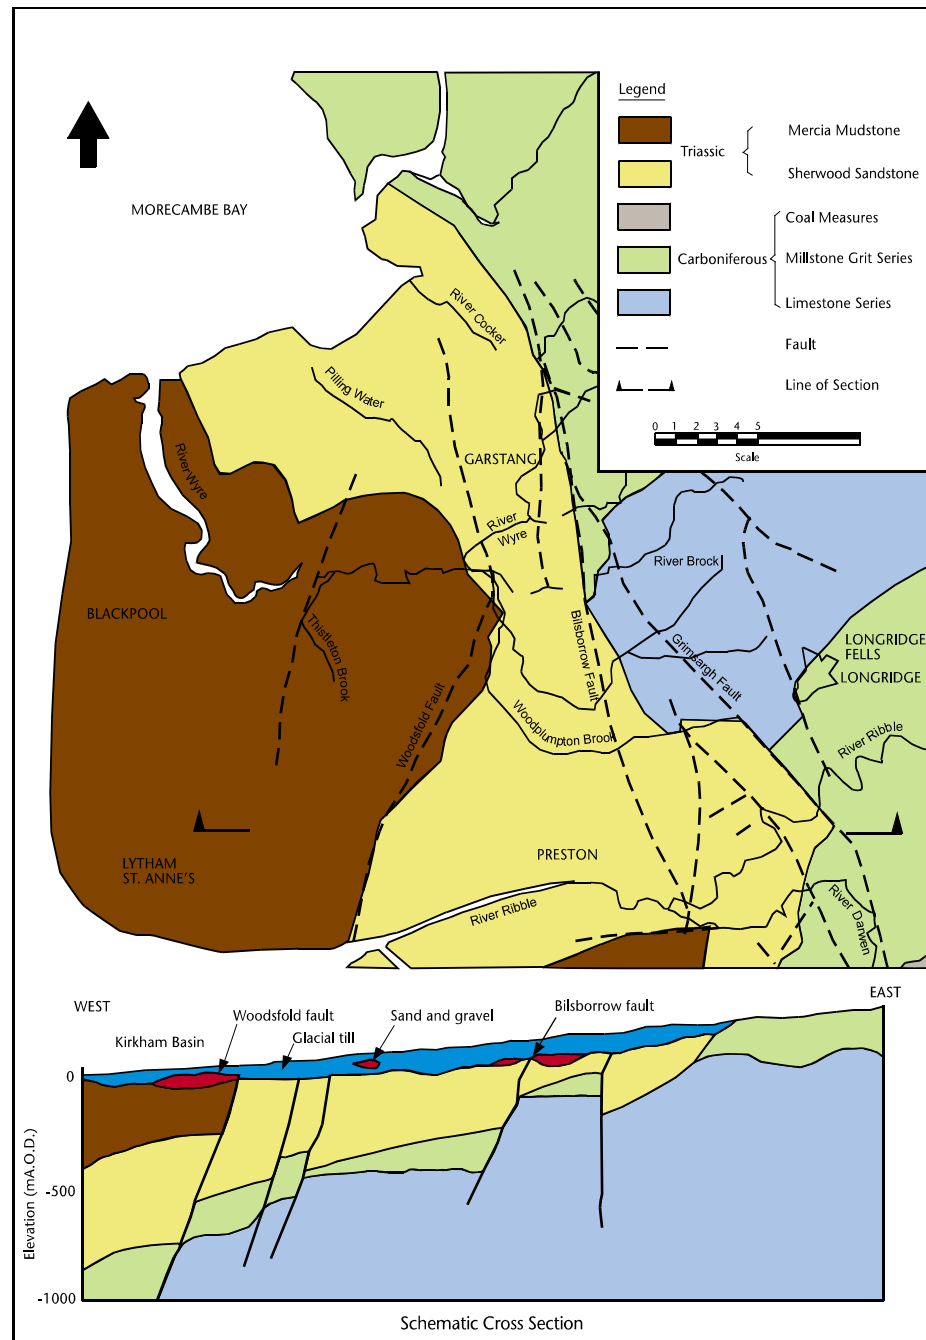 Legend
Mercia Mudstone
Triassic
Sherwood Sandstone
Coal Measures
Carboniferous
Millstone Grit Series
Limestone Series
Fault
Line of Section
0 1 2 3 4 5
Scale
MORECAMBE BAY
River Cocker
Pilling Water
GARSTANG
River Wyre
River
Wyre
River Brock
BLACKPOOL
Thistleton
Brook
Bilsborrow Fault
Grimsargh Fault
LONGRIDGE
FELLS
LONGRIDGE
Woodsfold Fault
Woodplumpton Brook
River Ribble
LYTHAM
ST. ANNE'S
PRESTON
River Ribble
River Darwen
WEST
EAST
Woodsfold fault
Sand and gravel
Bilsborrow fault
Kirkham Basin
Glacial till
0
-500
-1000
Elevation (mA.O.D.)
Schematic Cross Section